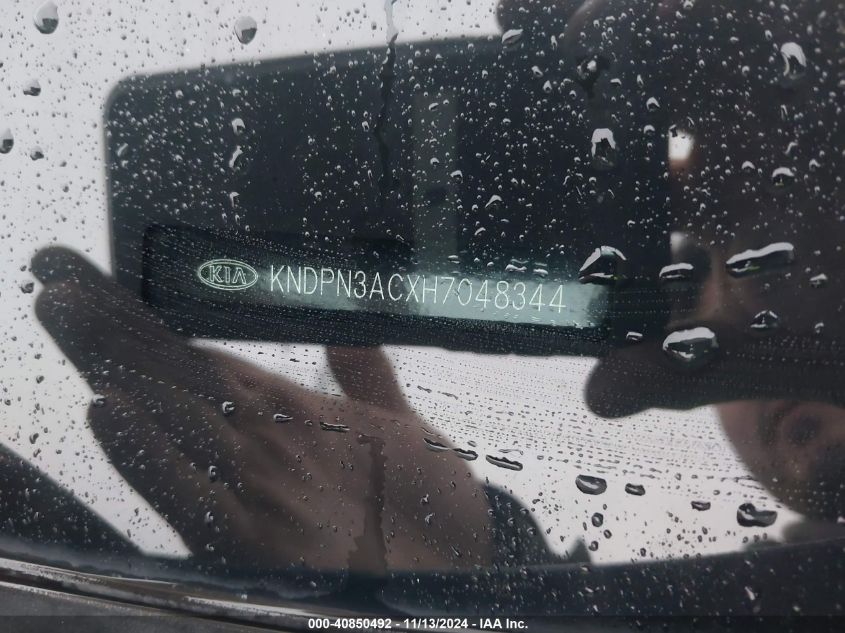 KIA KNDPN3ACXH7048344
000-40850492 - 11/13/2024 - IAA Inc.